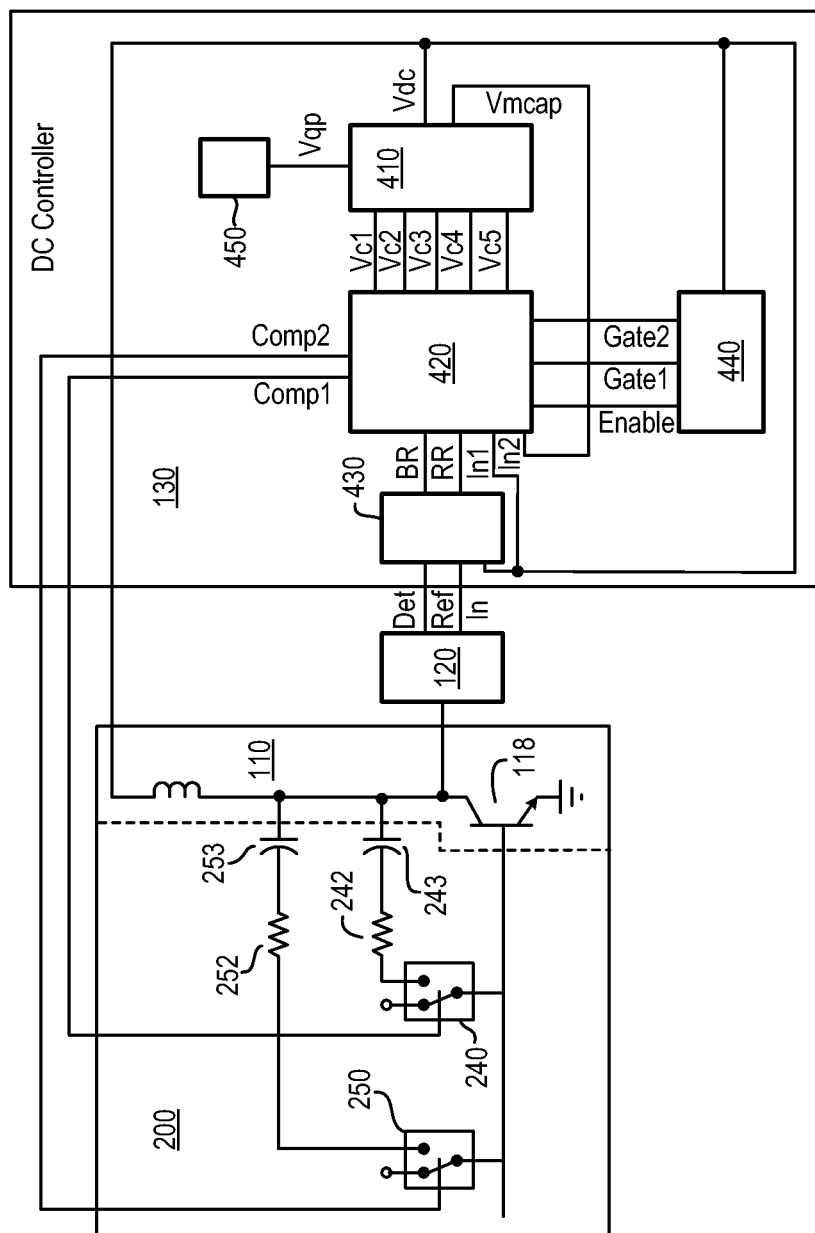 DC Controller
130
450
Vqp
410
Vdc
Vmcap
Vc1
Vc2
Vc3
Vc4
Vc5
Comp2
Comp1
420
Gate2
Gate1
Enable
440
BR
RR
In1
In2
430
Det
Ref
In
120
110
118
253
252
242
243
240
250
200